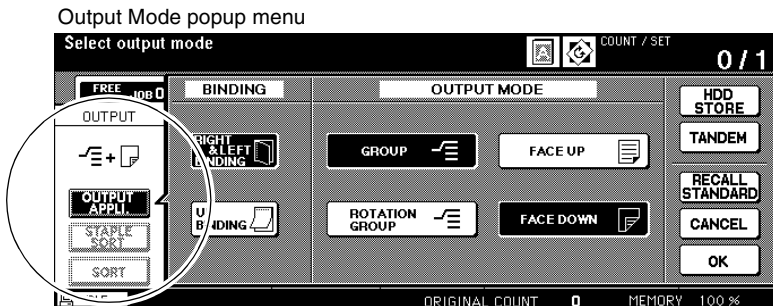 Output Mode popup menu
Select output mode
COUNT / SET
0 / 1
FREE JOB 0
BINDING
OUTPUT MODE
HDD
STORE
OUTPUT
RIGHT
& LEFT
BINDING
GROUP
FACE UP
TANDEM
OUTPUT
APPLI.
RECALL
STANDARD
STAPLE
SORT
U
BINDING
ROTATION
GROUP
FACE DOWN
CANCEL
SORT
OK
ORIGINAL COUNT 0 MEMORY 100 %